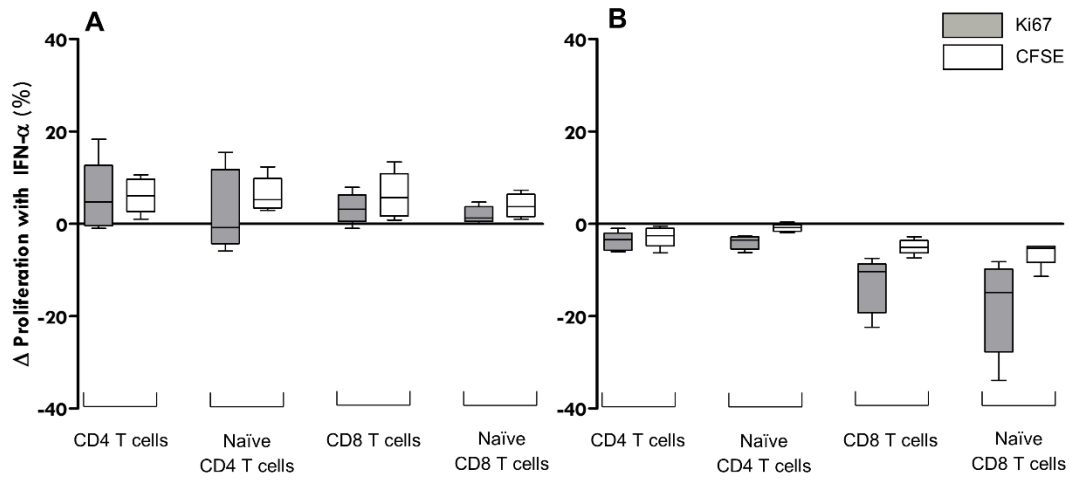 A
B
Ki67
CFSE
Δ Proliferation with IFN-α (%)
40
20
0
-20
-40
40
20
0
-20
-40
CD4 T cells
Naïve
CD4 T cells
CD8 T cells
Naïve
CD8 T cells
CD4 T cells
Naïve
CD4 T cells
CD8 T cells
Naïve
CD8 T cells